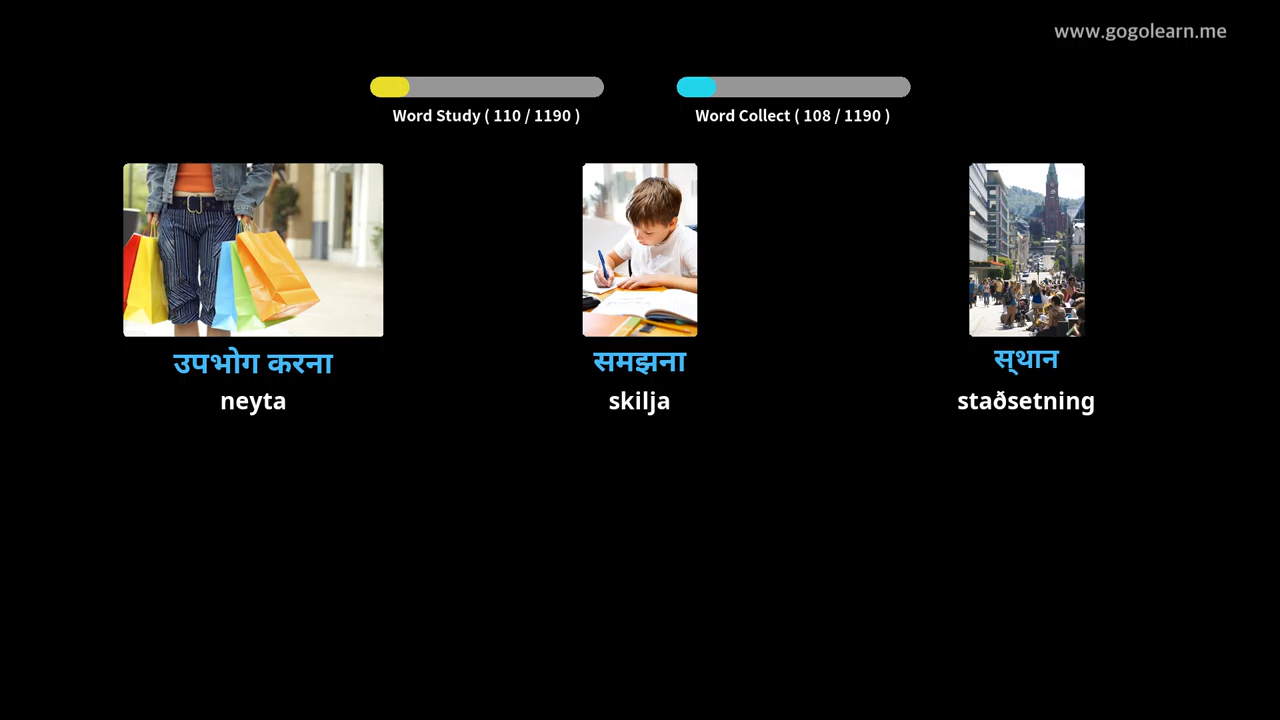 www.gogolearn.me
Word Study ( 110 / 1190 )
Word Collect ( 108 / 1190 )
उपभोग करना
समझना
स्थान
neyta
skilja
staðsetning